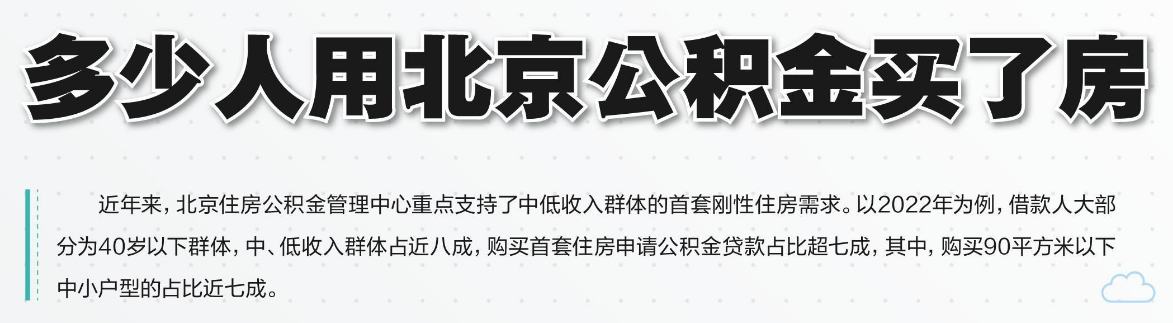 多少人用北京公积金买了房
近年来，北京住房公积金管理中心重点支持了中低收入群体的首套刚性住房需求。以2022年为例，借款人大部
分为40岁以下群体，中、低收入群体占近八成，购买首套住房申请公积金贷款占比超七成，其中，购买90平方米以下
中小户型的占比近七成。